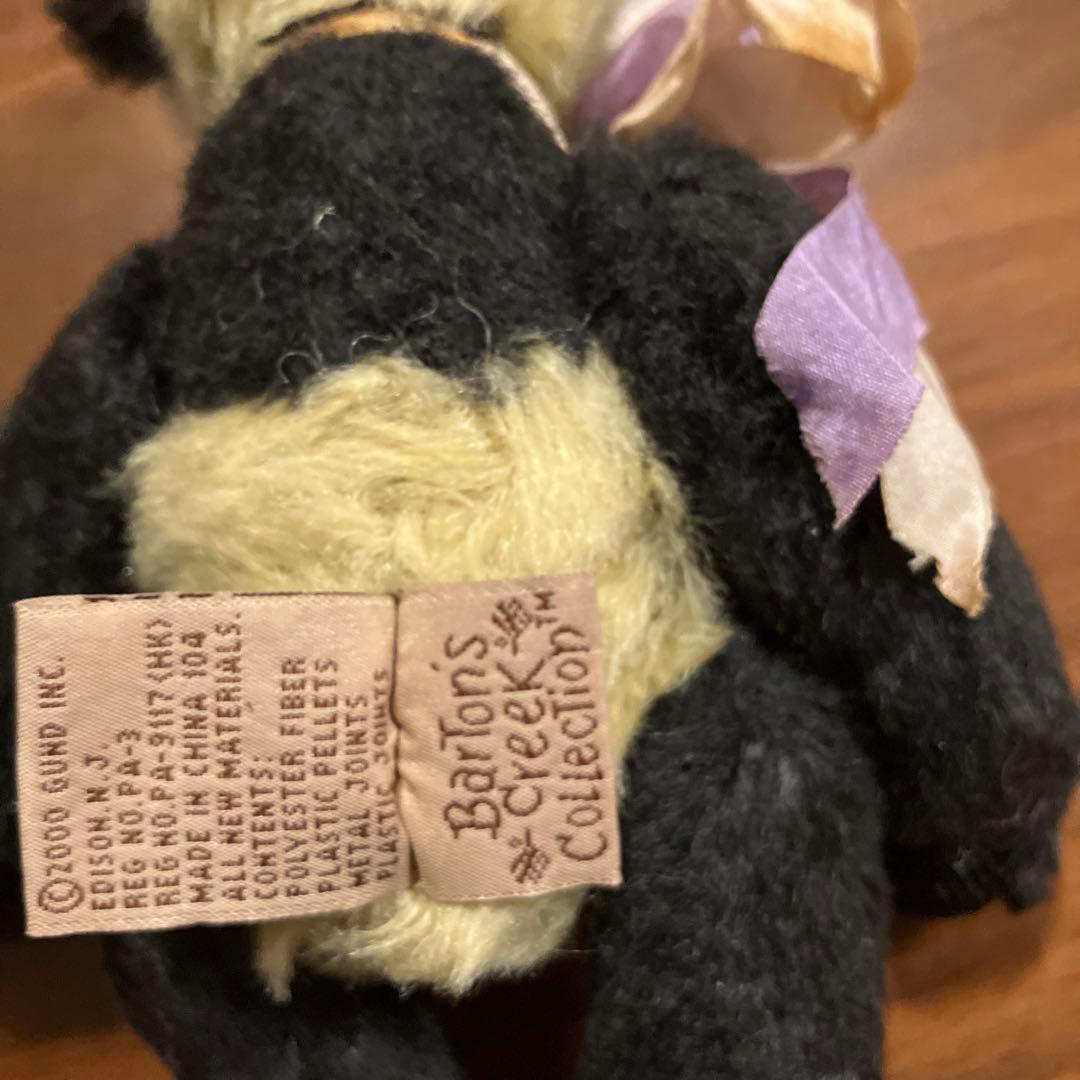 ©2000 GUND INC.
EDISON.N.J.
REG NO.PA-3
REG NO.PA-9117(HK)
MADE IN CHINA 10A
ALL NEW MATERIALS.
CONTENTS:
POLYESTER FIBER
PLASTIC PELLETS
METAL JOINTS
PLASTIC JOINTS
BarTon's
Creek™
CollecTion